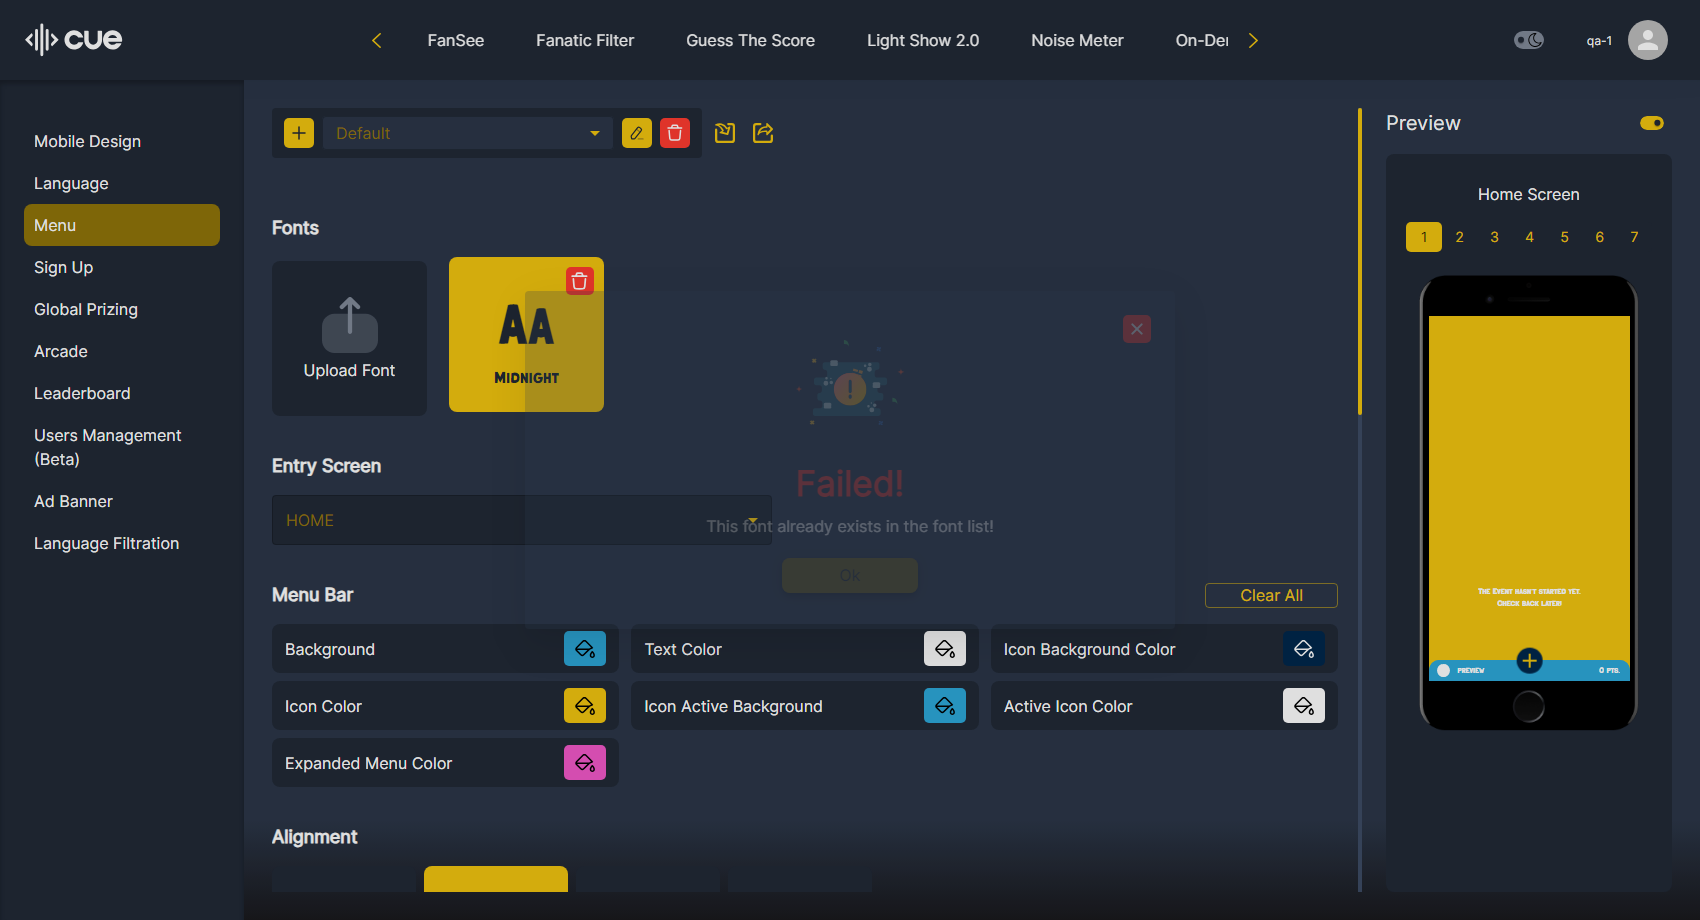 cue
FanSee
Fanatic Filter
Guess The Score
Light Show 2.0
Noise Meter
On-De
qa-1
Mobile Design
Language
Menu
Sign Up
Global Prizing
Arcade
Leaderboard
Users Management
(Beta)
Ad Banner
Language Filtration
Default
Fonts
Upload Font
AA
MIDNIGHT
Failed!
This font already exists in the font list!
Ok
Entry Screen
HOME
Menu Bar
Clear All
Background
Text Color
Icon Background Color
Icon Color
Icon Active Background
Active Icon Color
Expanded Menu Color
Alignment
Preview
Home Screen
1 2 3 4 5 6 7
THE EVENT HASN'T STARTED YET.
CHECK BACK LATER!
PREVIEW
0 PTS.